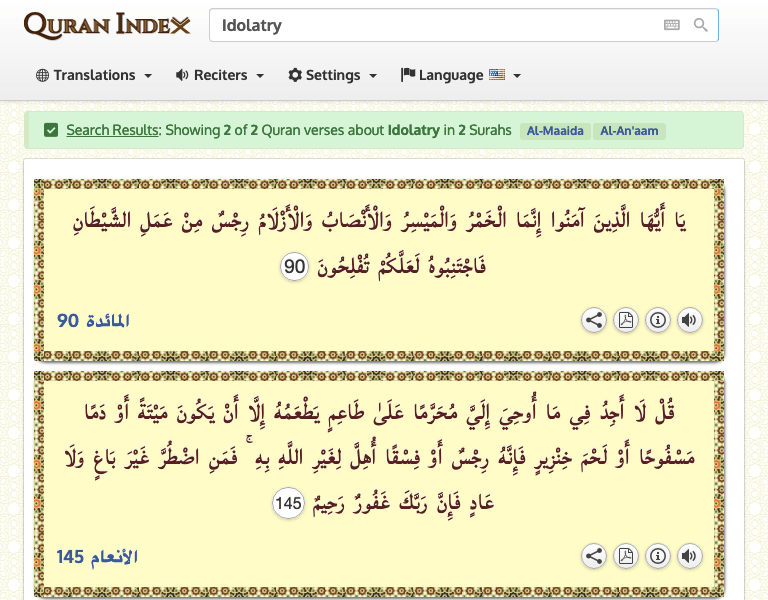 QURAN INDEX
Idolatry
Translations Reciters Settings Language
Search Results: Showing 2 of 2 Quran verses about Idolatry in 2 Surahs Al-Maaida Al-An'aam
يَا أَيُّهَا الَّذِينَ آمَنُوا إِنَّمَا الْخَمْرُ وَالْمَيْسِرُ وَالْأَنْصَابُ وَالْأَزْلَامُ رِجْسٌ مِنْ عَمَلِ الشَّيْطَانِ
فَاجْتَنِبُوهُ لَعَلَّكُمْ تُفْلِحُونَ 90
المائدة 90
قُلْ لَا أَجِدُ فِي مَا أُوحِيَ إِلَيَّ مُحَرَّمًا عَلَىٰ طَاعِمٍ يَطْعَمُهُ إِلَّا أَنْ يَكُونَ مَيْتَةً أَوْ دَمًا
مَسْفُوحًا أَوْ لَحْمَ خِنْزِيرٍ فَإِنَّهُ رِجْسٌ أَوْ فِسْقًا أُهِلَّ لِغَيْرِ اللَّهِ بِهِ ۚ فَمَنِ اضْطُرَّ غَيْرَ بَاغٍ وَلَا
عَادٍ فَإِنَّ رَبَّكَ غَفُورٌ رَحِيمٌ 145
الأنعام 145